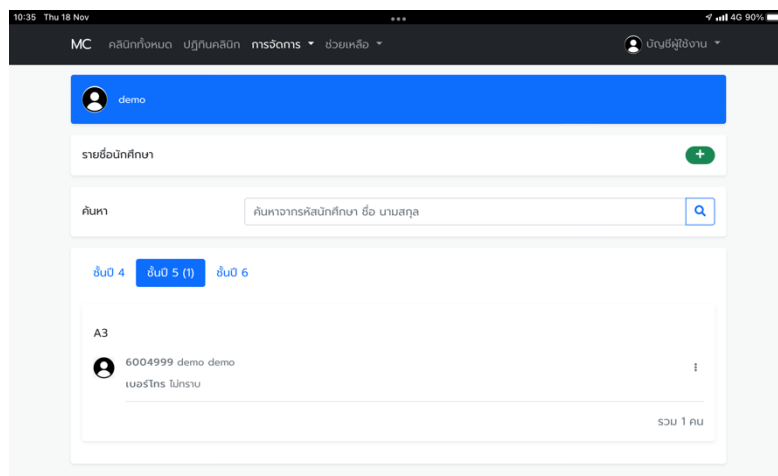 10:35 Thu 18 Nov 4G 90%
MC คลินิกทั้งหมด ปฏิทินคลินิก การจัดการ ช่วยเหลือ บัญชีผู้ใช้งาน
demo
รายชื่อนักศึกษา
ค้นหา ค้นหาจากรหัสนักศึกษา ชื่อ นามสกุล
ชั้นปี 4 ชั้นปี 5 (1) ชั้นปี 6
A3
6004999 demo demo
เบอร์โทร ไม่ทราบ
รวม 1 คน